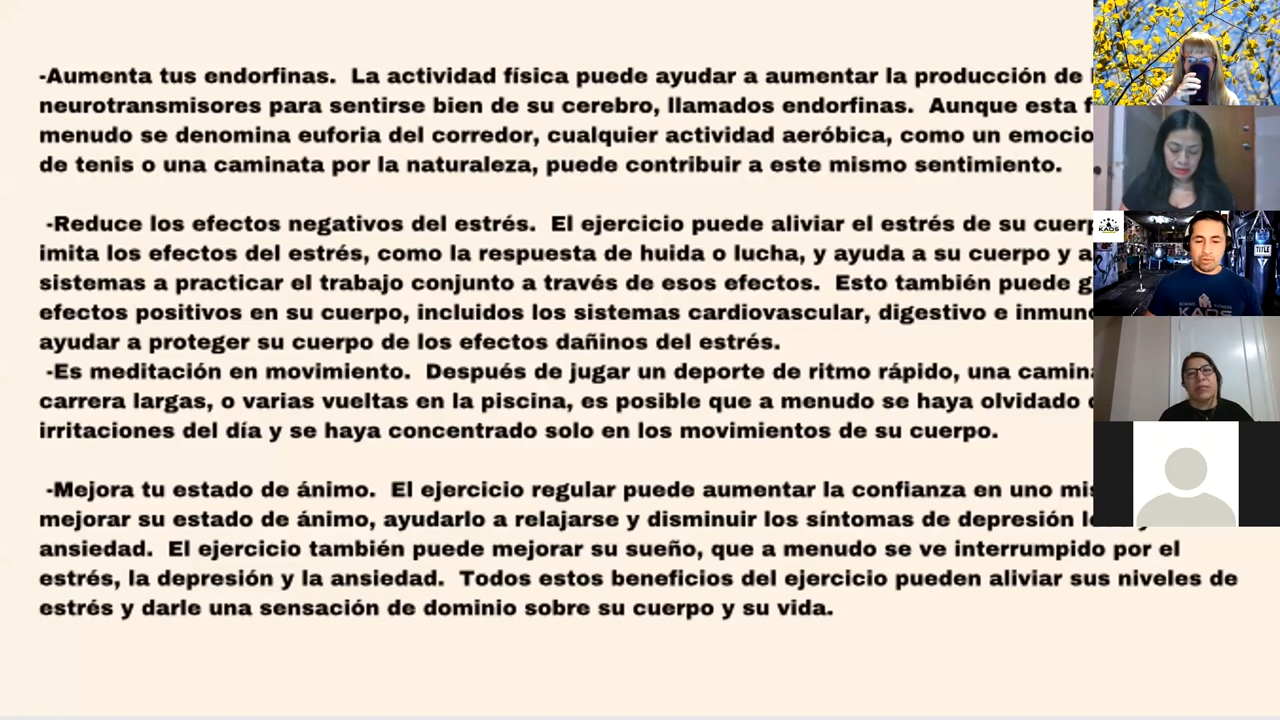 -Aumenta tus endorfinas. La actividad física puede ayudar a aumentar la producción de
neurotransmisores para sentirse bien de su cerebro, llamados endorfinas. Aunque esta
menudo se denomina euforia del corredor, cualquier actividad aeróbica, como un
de tenis o una caminata por la naturaleza, puede contribuir a este mismo sentimiento.
-Reduce los efectos negativos del estrés. El ejercicio puede aliviar el estrés de su
imita los efectos del estrés, como la respuesta de huida o lucha, y ayuda a su cuerpo y a
sistemas a practicar el trabajo conjunto a través de esos efectos. Esto también puede
efectos positivos en su cuerpo, incluidos los sistemas cardiovascular, digestivo e
ayudar a proteger su cuerpo de los efectos dañinos del estrés.
-Es meditación en movimiento. Después de jugar un deporte de ritmo rápido, una
carrera largas, o varias vueltas en la piscina, es posible que a menudo se haya olvidado
irritaciones del día y se haya concentrado solo en los movimientos de su cuerpo.
-Mejora tu estado de ánimo. El ejercicio regular puede aumentar la confianza en uno
mejorar su estado de ánimo, ayudarlo a relajarse y disminuir los síntomas de depresión
ansiedad. El ejercicio también puede mejorar su sueño, que a menudo se ve interrumpido por el
estrés, la depresión y la ansiedad. Todos estos beneficios del ejercicio pueden aliviar sus niveles de
estrés y darle una sensación de dominio sobre su cuerpo y su vida.
KAOS
TITLE
KAOS